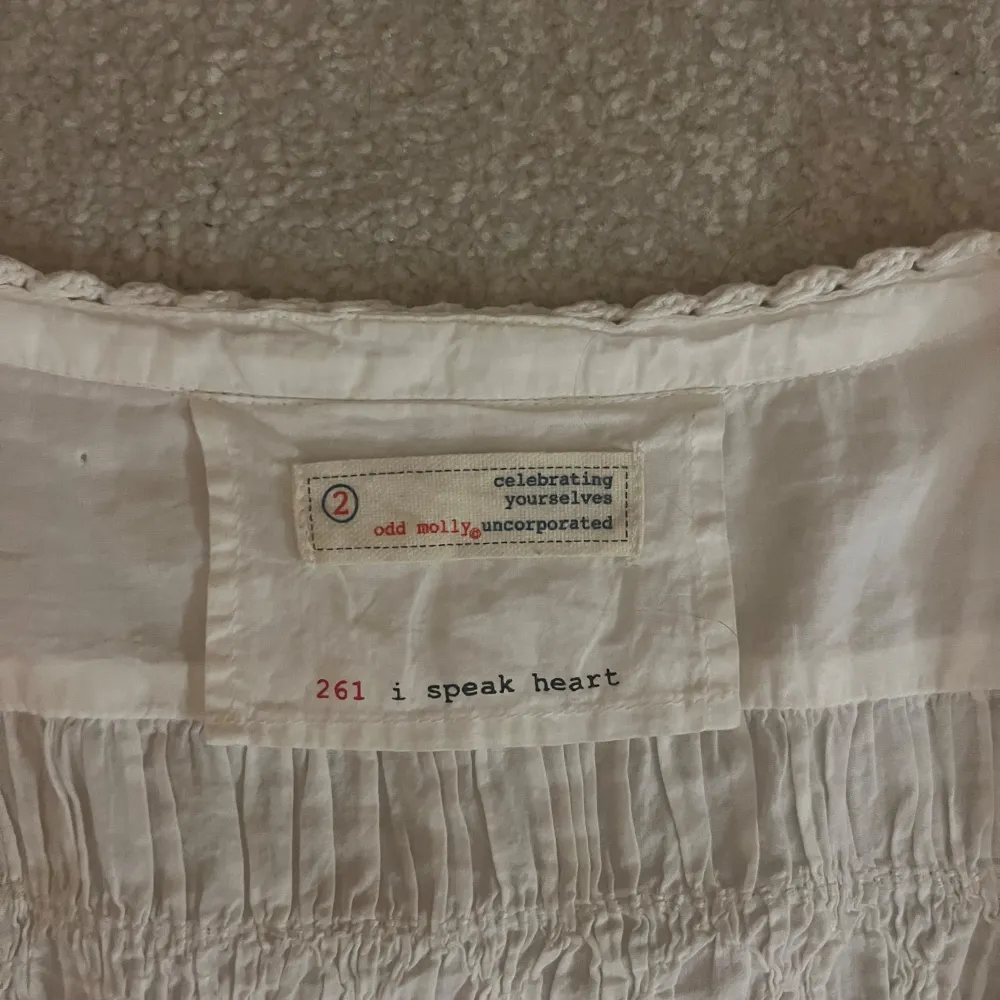 2
celebrating
yourselves
odd molly© uncorporated
261 i speak heart